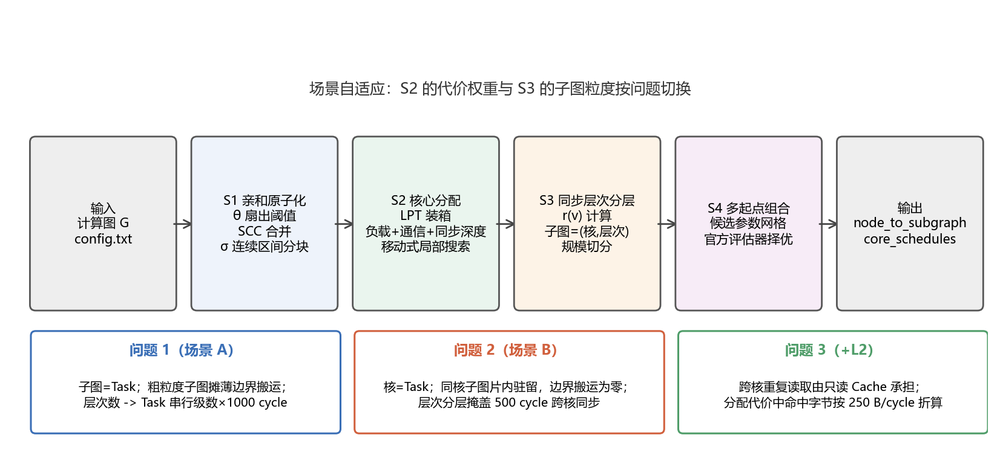 场景自适应：S2 的代价权重与 S3 的子图粒度按问题切换
输入
计算图 G
config.txt
S1 亲和原子化
θ 扇出阈值
SCC 合并
σ 连续区间分块
S2 核心分配
LPT 装箱
负载+通信+同步深度
移动式局部搜索
S3 同步层次分层
r(v) 计算
子图=(核,层次)
规模切分
S4 多起点组合
候选参数网格
官方评估器择优
输出
node_to_subgraph
core_schedules
问题 1（场景 A）
子图=Task；粗粒度子图摊薄边界搬运；
层次数 -> Task 串行级数×1000 cycle
问题 2（场景 B）
核=Task；同核子图片内驻留，边界搬运为零；
层次分层掩盖 500 cycle 跨核同步
问题 3（+L2）
跨核重复读取由只读 Cache 承担；
分配代价中命中字节按 250 B/cycle 折算